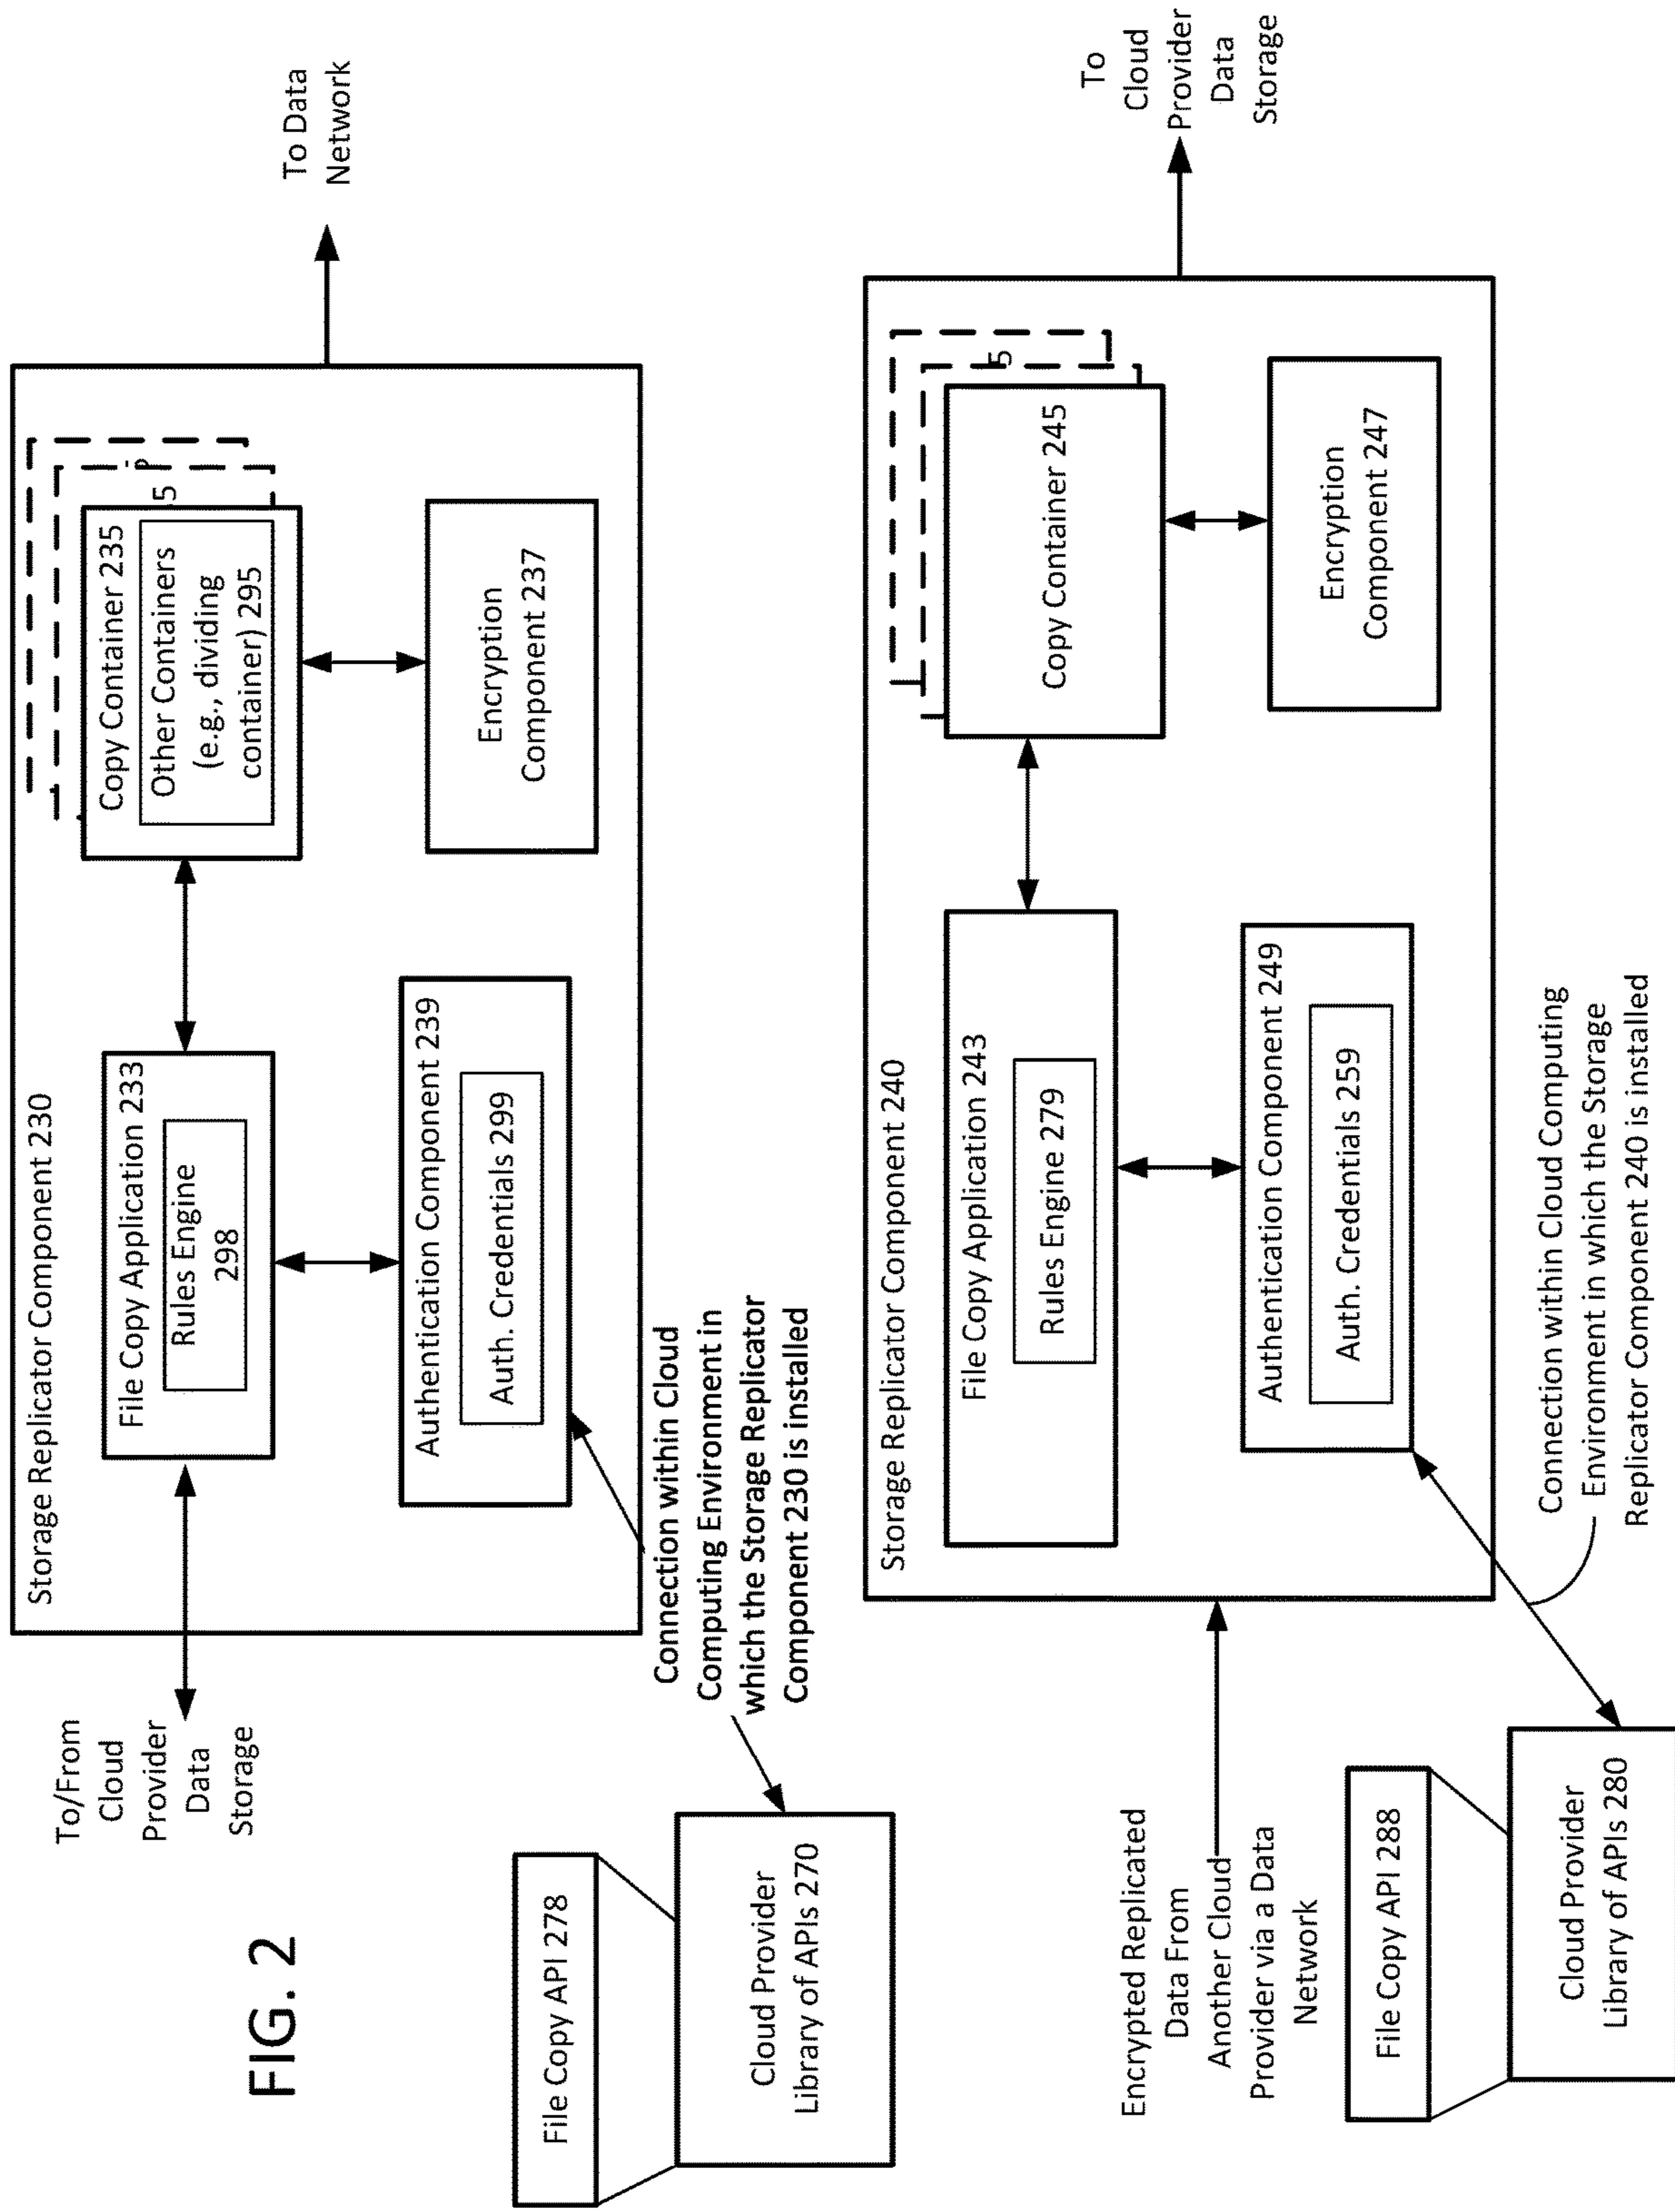 FIG. 2
To/From
Cloud
Provider
Data
Storage
Storage Replicator Component 230
File Copy Application 233
Rules Engine
298
Copy Container 235
Other Containers
(e.g., dividing
container) 295
5
To Data
Network
Authentication Component 239
Auth. Credentials 299
Encryption
Component 237
File Copy API 278
Cloud Provider
Library of APIs 270
Connection within Cloud
Computing Environment in
which the Storage Replicator
Component 230 is installed
Storage Replicator Component 240
File Copy Application 243
Rules Engine 279
Copy Container 245
5
To
Cloud
Provider
Data
Storage
Authentication Component 249
Auth. Credentials 259
Encryption
Component 247
Encrypted Replicated
Data From
Another Cloud
Provider via a Data
Network
File Copy API 288
Cloud Provider
Library of APIs 280
Connection within Cloud Computing
Environment in which the Storage
Replicator Component 240 is installed